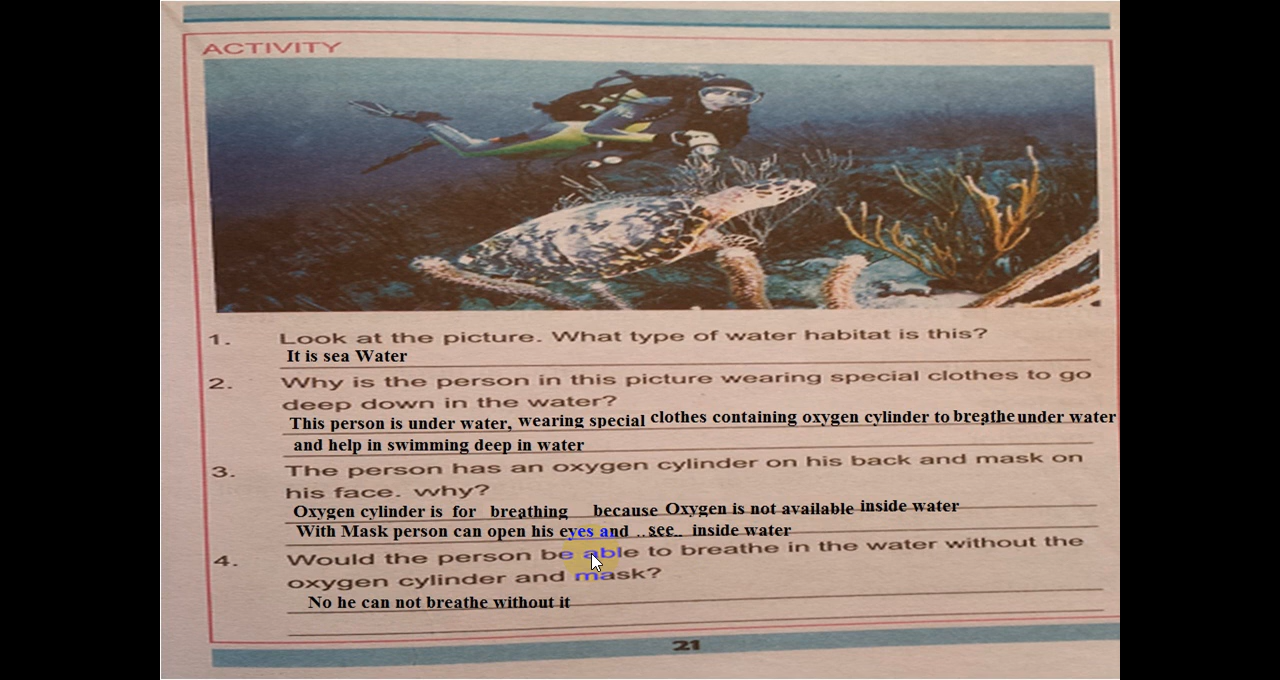 ACTIVITY
1. Look at the picture. What type of water habitat is this?
It is sea Water
2. Why is the person in this picture wearing special clothes to go
deep down in the water?
This person is under water, wearing special clothes containing oxygen cylinder to breathe under water
and help in swimming deep in water
3. The person has an oxygen cylinder on his back and mask on
his face. why?
Oxygen cylinder is for breathing because Oxygen is not available inside water
With Mask person can open his eyes and ..see.. inside water
4. Would the person be able to breathe in the water without the
oxygen cylinder and mask?
No he can not breathe without it
21